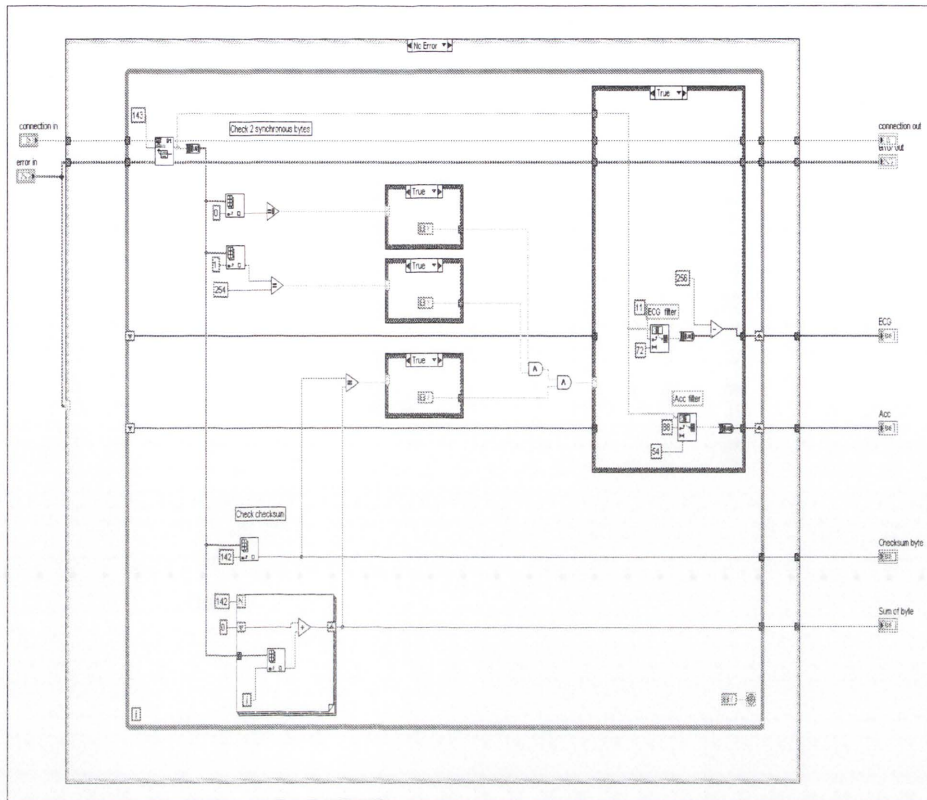 No Error
True
143
connection in
Check 2 synchronous bytes
connection out
error in
error out
True
0
1
True
254
256
11
ECG filter
ECG
72
True
Acc filter
Acc
88
54
Check checksum
Checksum byte
142
142
N
Sum of byte
0
i
i